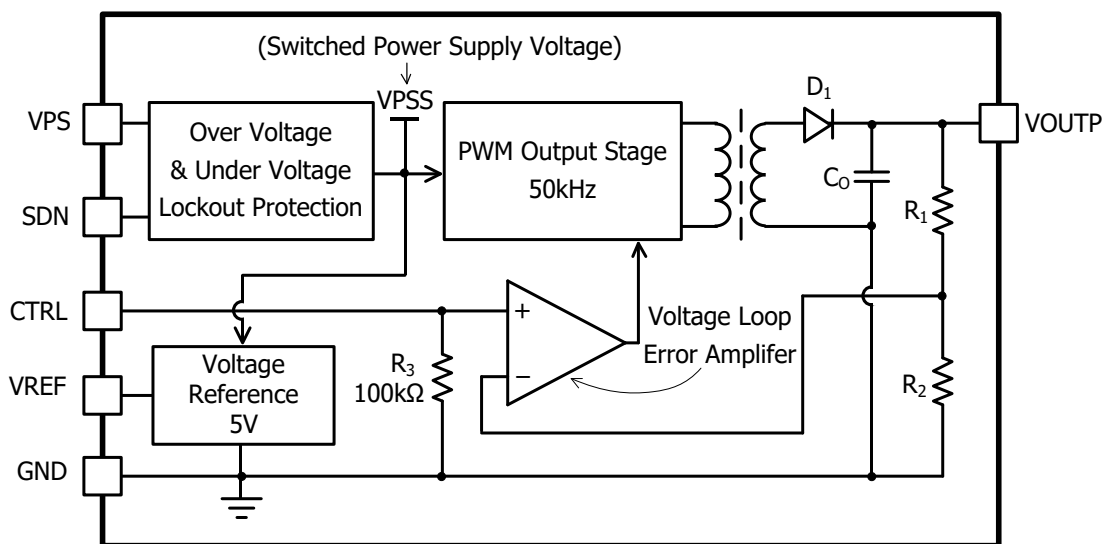 (Switched Power Supply Voltage)
VPSS
D1
VPS
Over Voltage
& Under Voltage
Lockout Protection
PWM Output Stage
50kHz
VOUTP
CO
R1
SDN
CTRL
+
Voltage Loop
Error Amplifer
Voltage
Reference
5V
R3
100kΩ
−
R2
VREF
GND